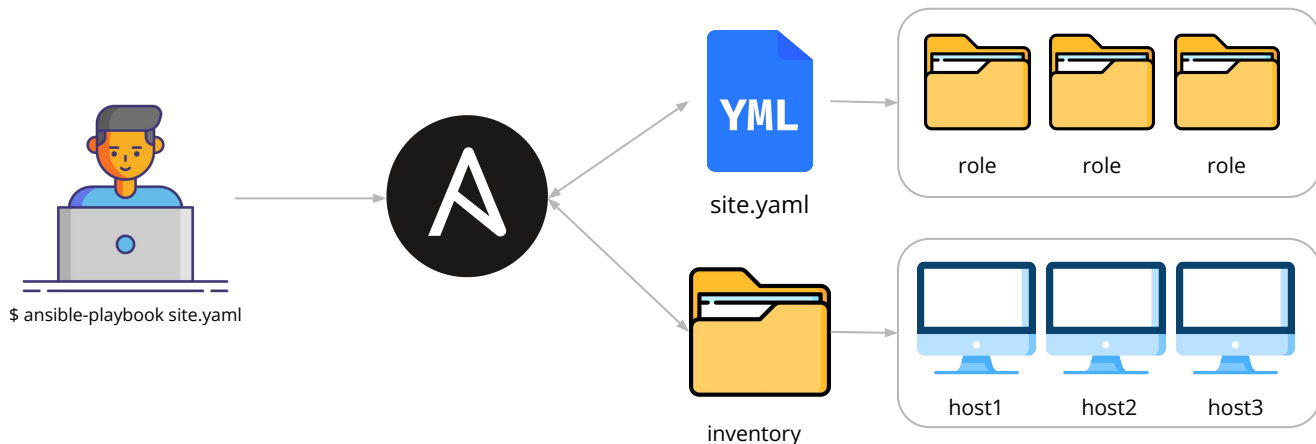 $ ansible-playbook site.yaml
YML
site.yaml
inventory
role
role
role
host1
host2
host3